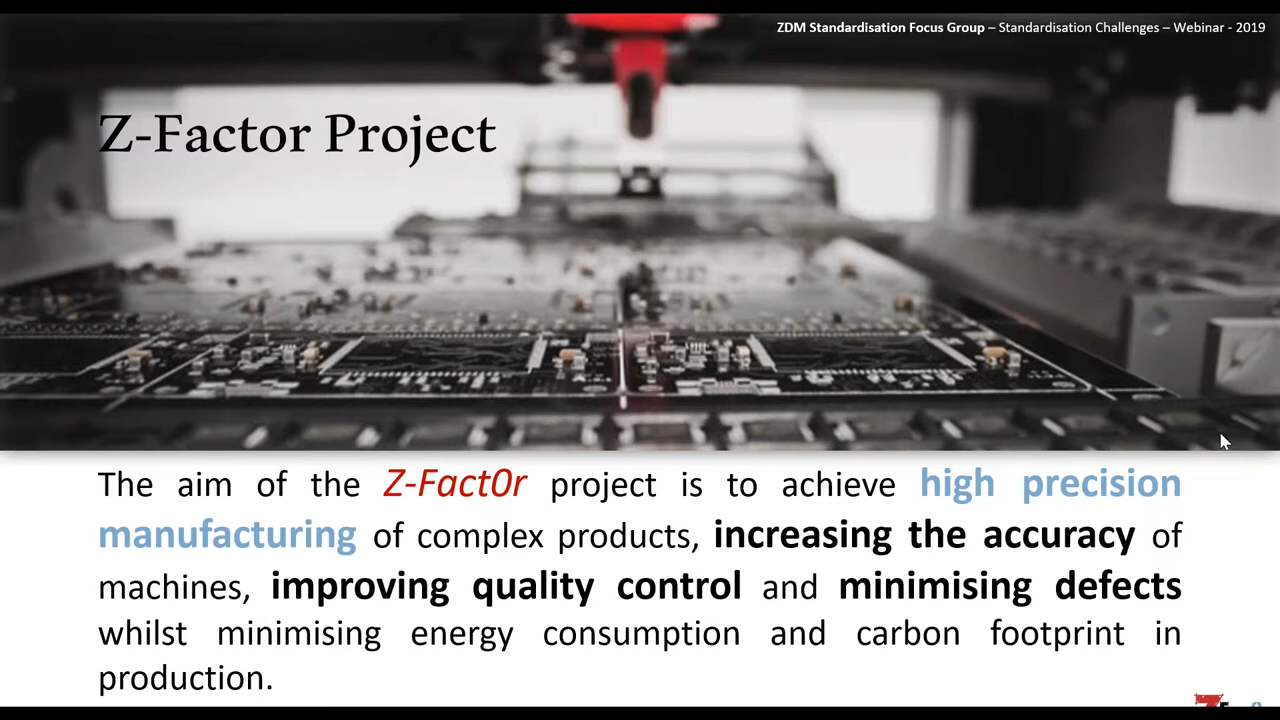 ZDM Standardisation Focus Group – Standardisation Challenges – Webinar - 2019
Z-Factor Project
The aim of the Z-Fact0r project is to achieve high precision
manufacturing of complex products, increasing the accuracy of
machines, improving quality control and minimising defects
whilst minimising energy consumption and carbon footprint in
production.